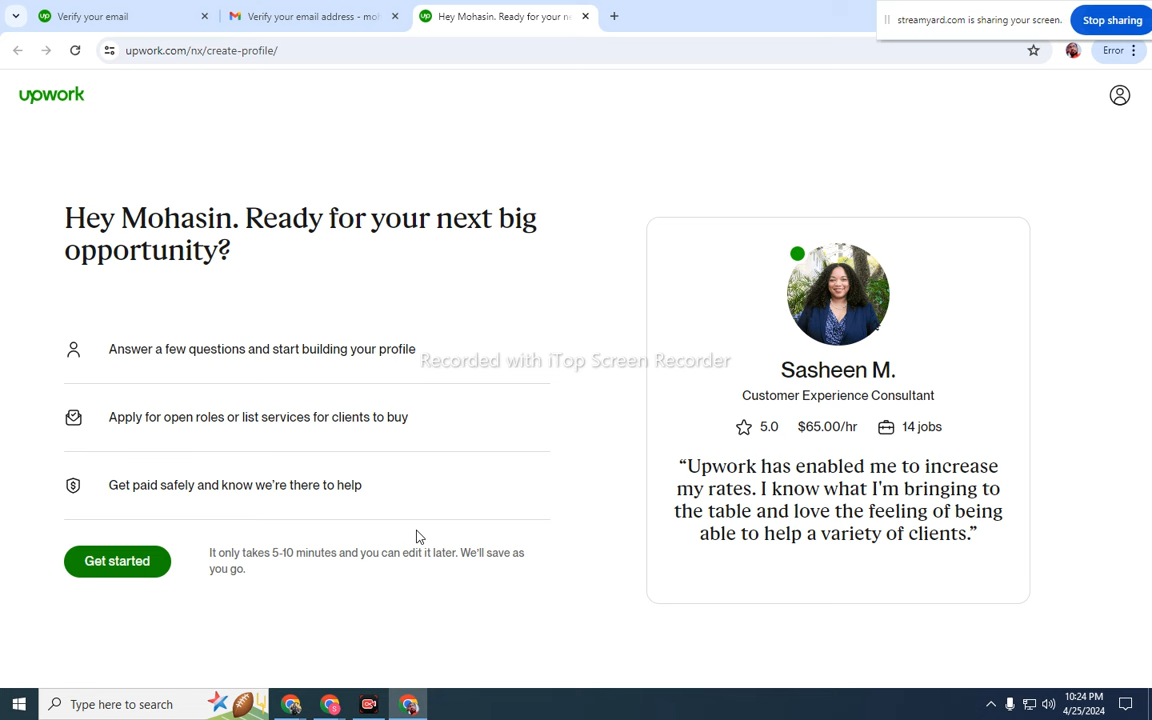 Verify your email
Verify your email address - moh
Hey Mohasin. Ready for your ne
streamyard.com is sharing your screen.
Stop sharing
upwork.com/nx/create-profile/
Error
upwork
Hey Mohasin. Ready for your next big
opportunity?
Answer a few questions and start building your profile
Apply for open roles or list services for clients to buy
Get paid safely and know we're there to help
Get started
It only takes 5-10 minutes and you can edit it later. We'll save as
you go.
Recorded with iTop Screen Recorder
Sasheen M.
Customer Experience Consultant
5.0 $65.00/hr 14 jobs
“Upwork has enabled me to increase
my rates. I know what I'm bringing to
the table and love the feeling of being
able to help a variety of clients.”
Type here to search
10:24 PM
4/25/2024